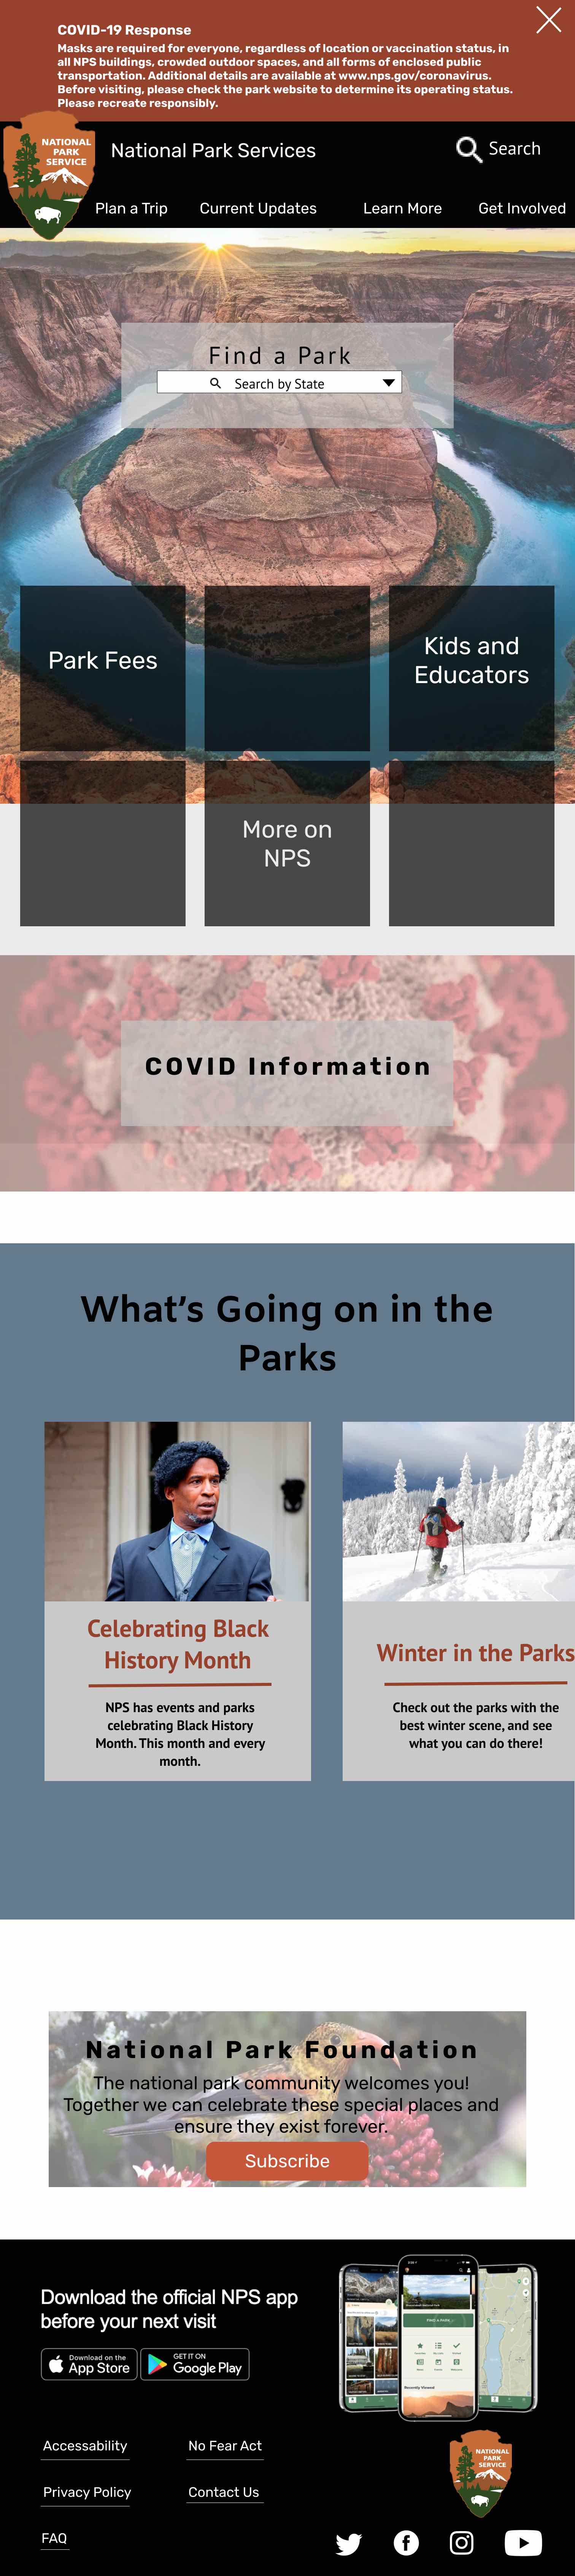 COVID-19 Response
Masks are required for everyone, regardless of location or vaccination status, in
all NPS buildings, crowded outdoor spaces, and all forms of enclosed public
transportation. Additional details are available at www.nps.gov/coronavirus.
Before visiting, please check the park website to determine its operating status.
Please recreate responsibly.
NATIONAL
PARK
SERVICE
National Park Services
Search
Plan a Trip
Current Updates
Learn More
Get Involved
Find a Park
Search by State
Park Fees
Kids and
Educators
More on
NPS
COVID Information
What's Going on in the
Parks
Celebrating Black
History Month
NPS has events and parks
celebrating Black History
Month. This month and every
month.
Winter in the Parks
Check out the parks with the
best winter scene, and see
what you can do there!
National Park Foundation
The national park community welcomes you!
Together we can celebrate these special places and
ensure they exist forever.
Subscribe
Download the official NPS app
before your next visit
Download on the
App Store
GET IT ON
Google Play
Recently Viewed
Accessability
No Fear Act
NATIONAL
PARK
SERVICE
Privacy Policy
Contact Us
FAQ